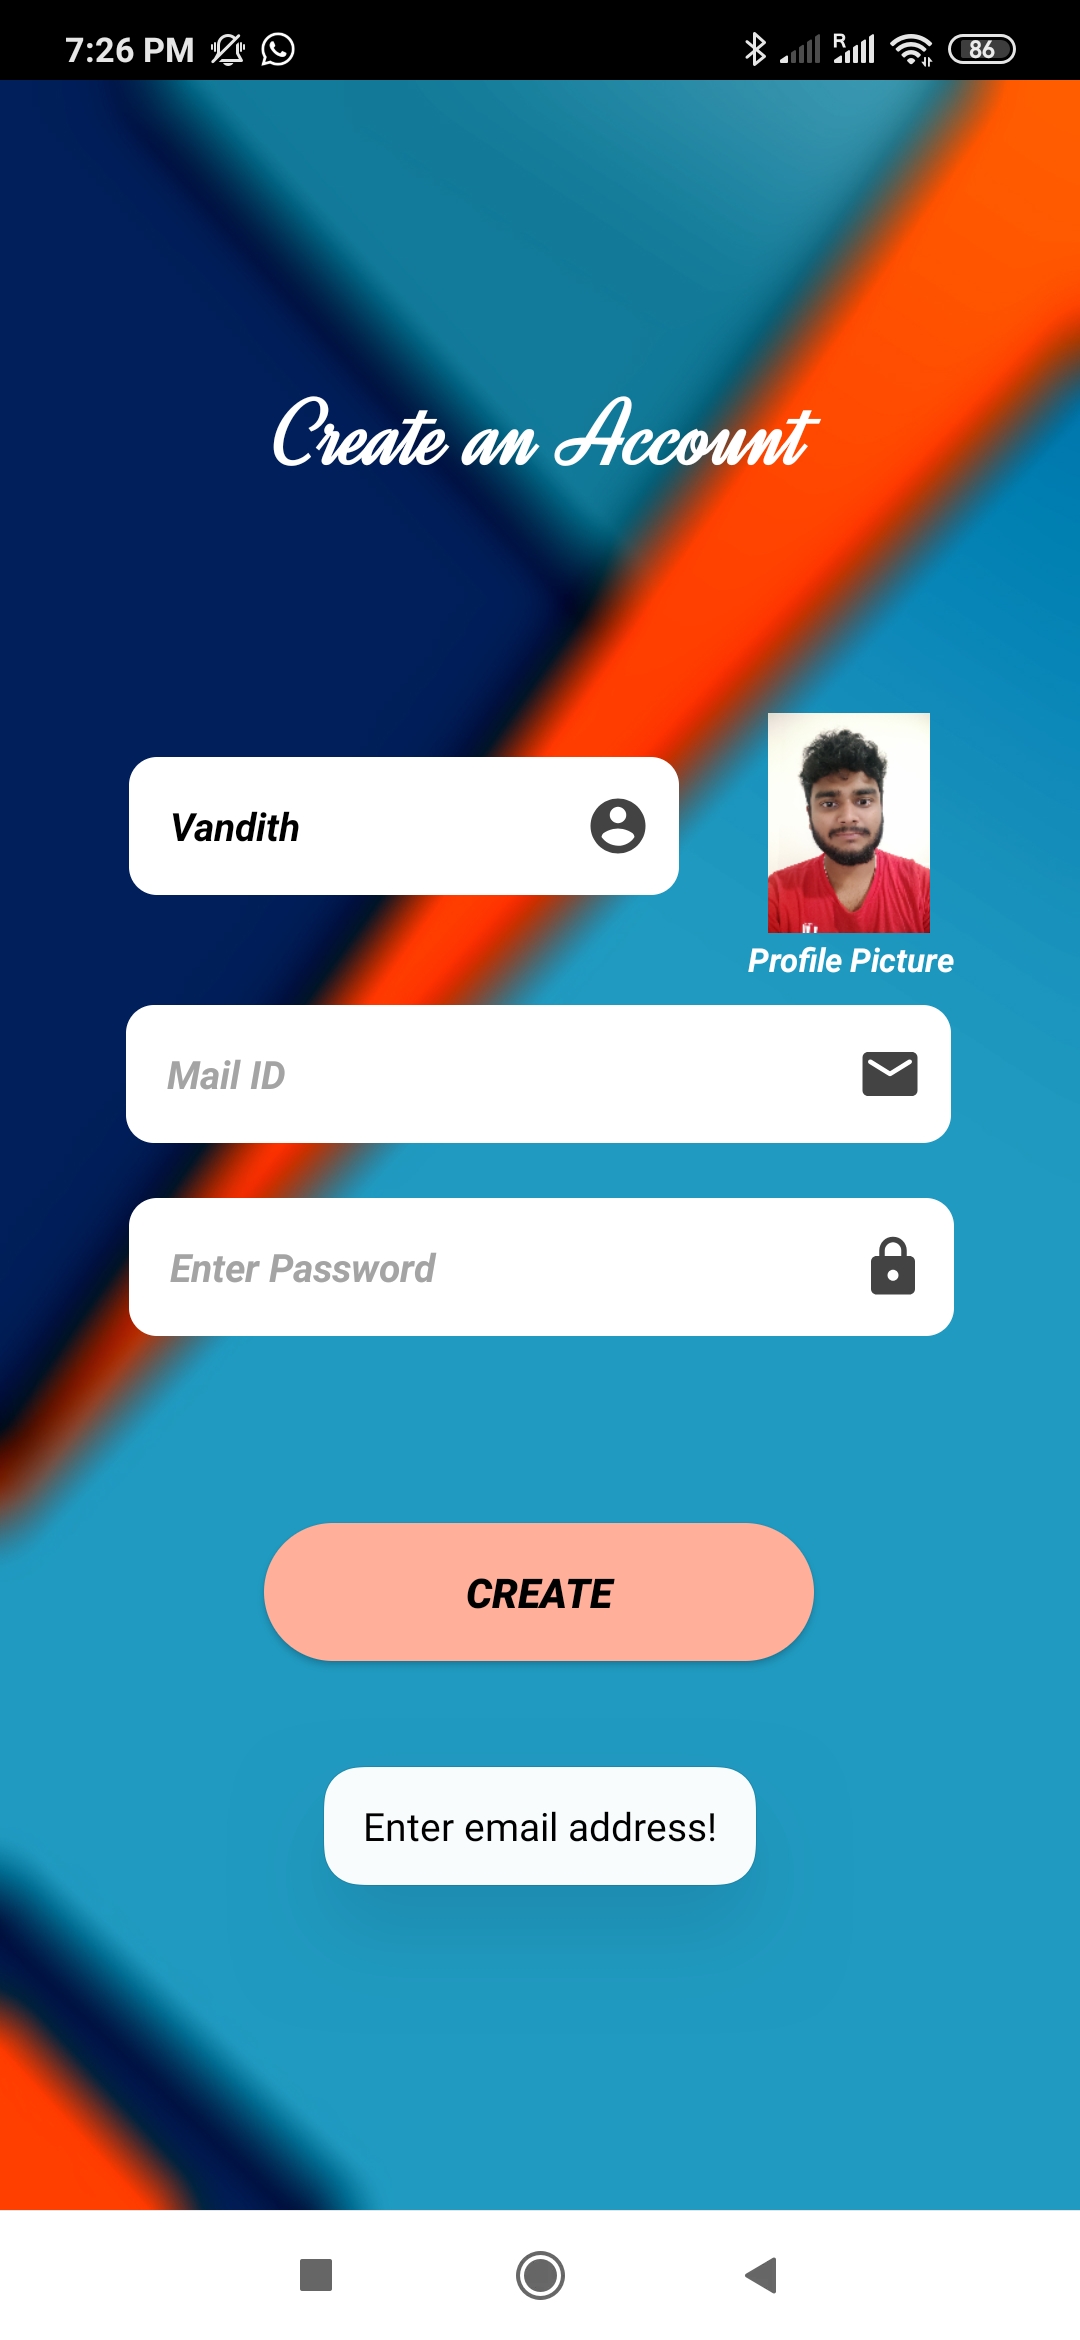 7:26 PM R 86
Create an Account
Vandith
Profile Picture
Mail ID
Enter Password
CREATE
Enter email address!